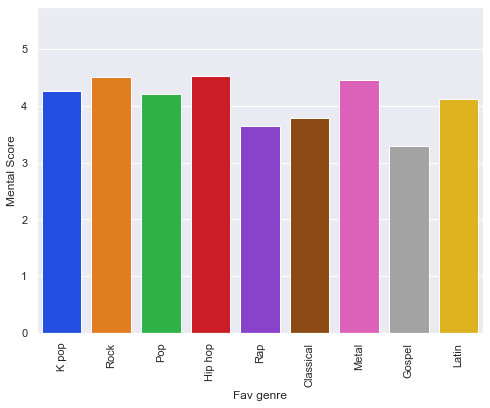 Mental Score
5
4
3
2
1
0
K pop
Rock
Pop
Hip hop
Rap
Classical
Metal
Gospel
Latin
Fav genre